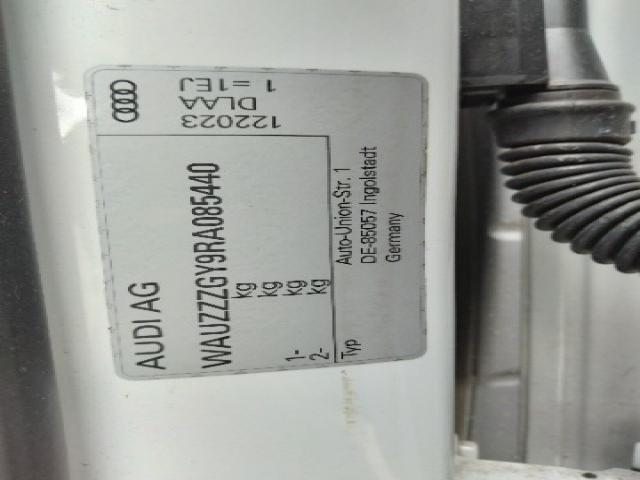 AUDI AG
WAUZZZGY9RA085440
kg
kg
1- kg
2- kg
Typ
Auto-Union-Str. 1
DE-85057 Ingolstadt
Germany
122023
DLAA
1=1EJ